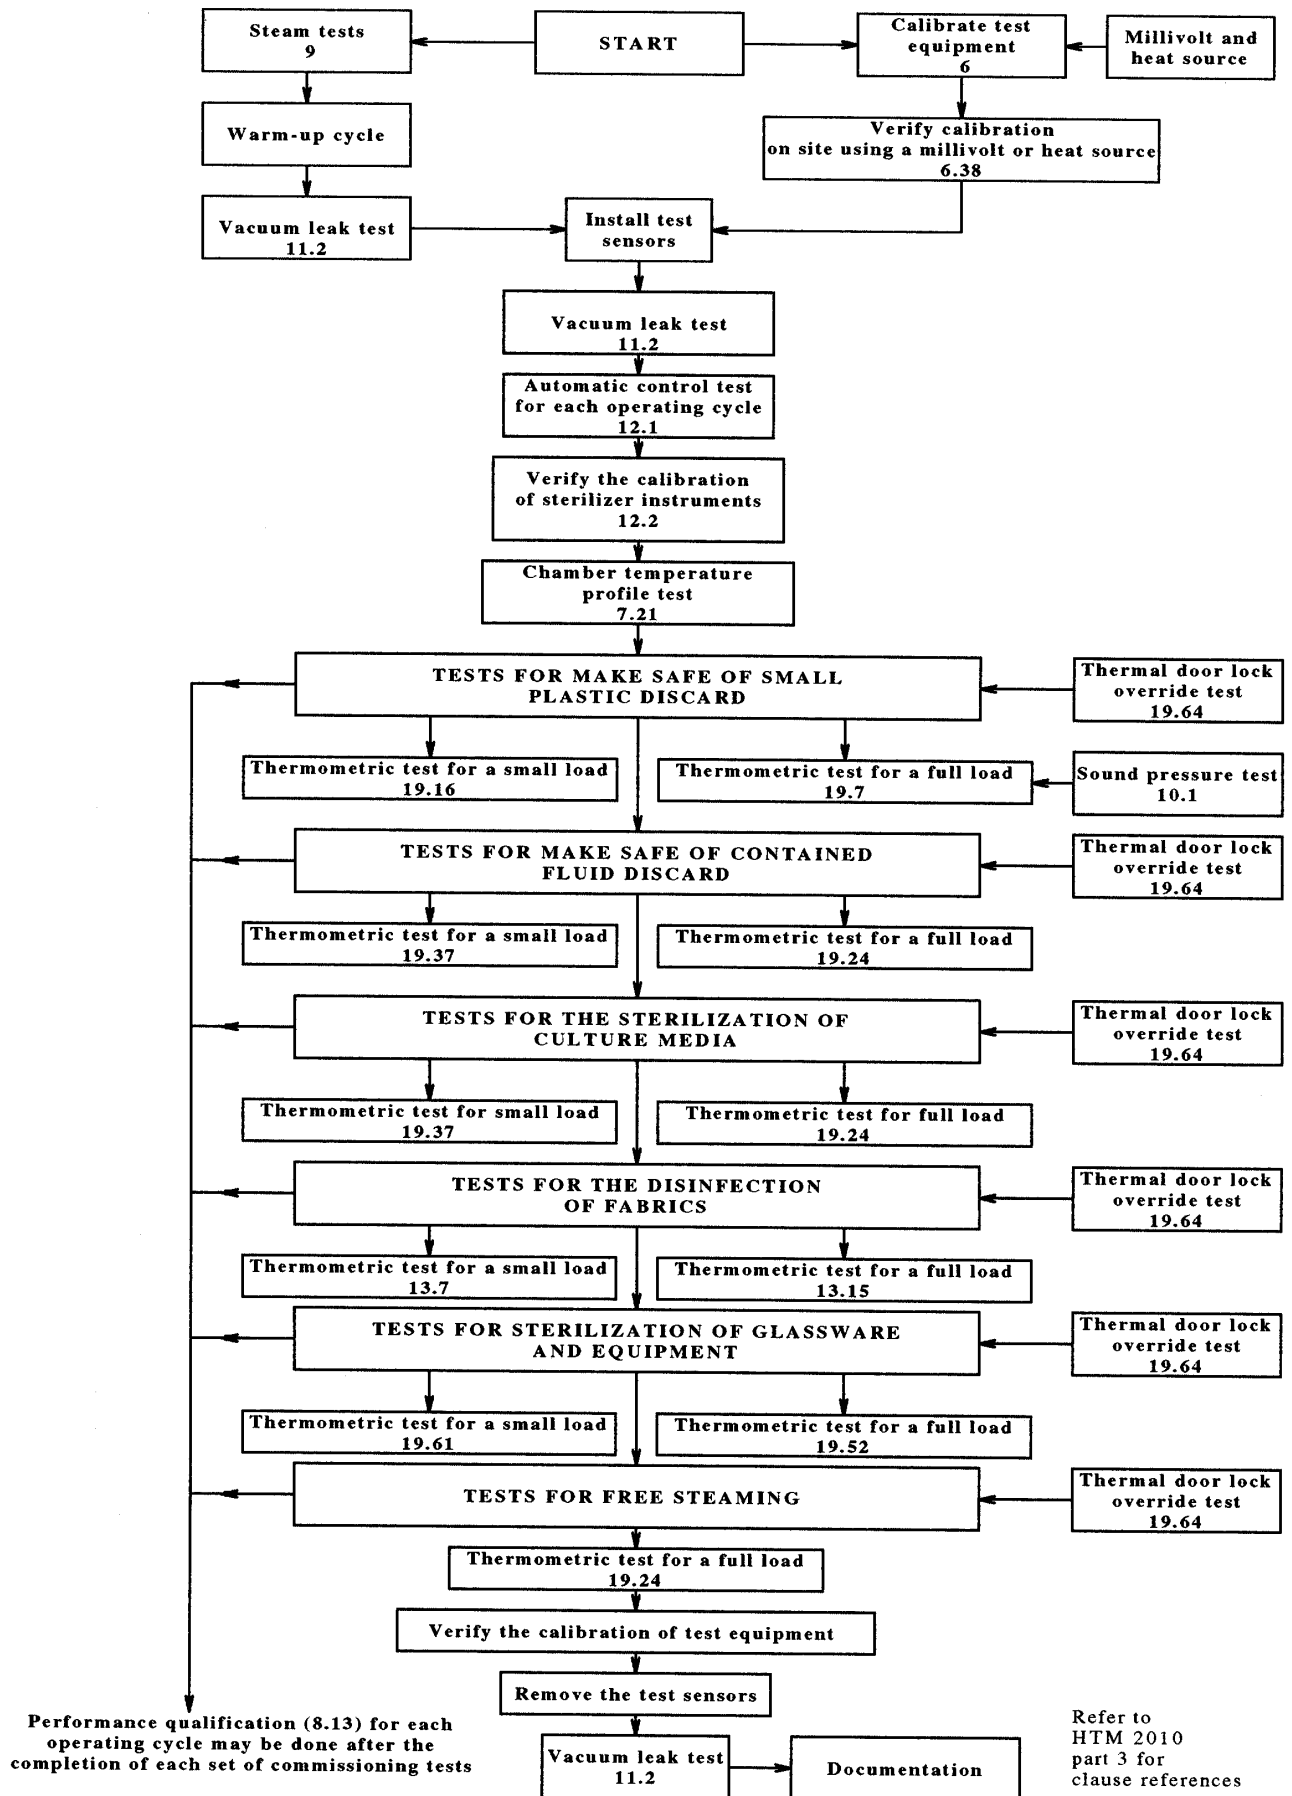 Steam tests
9
START
Calibrate test
equipment
6
Millivolt and
heat source
Warm-up cycle
Verify calibration
on site using a millivolt or heat source
6.38
Vacuum leak test
11.2
Install test
sensors
Vacuum leak test
11.2
Automatic control test
for each operating cycle
12.1
Verify the calibration
of sterilizer instruments
12.2
Chamber temperature
profile test
7.21
TESTS FOR MAKE SAFE OF SMALL
PLASTIC DISCARD
Thermal door lock
override test
19.64
Thermometric test for a small load
19.16
Thermometric test for a full load
19.7
Sound pressure test
10.1
TESTS FOR MAKE SAFE OF CONTAINED
FLUID DISCARD
Thermal door lock
override test
19.64
Thermometric test for a small load
19.37
Thermometric test for a full load
19.24
TESTS FOR THE STERILIZATION OF
CULTURE MEDIA
Thermal door lock
override test
19.64
Thermometric test for small load
19.37
Thermometric test for full load
19.24
TESTS FOR THE DISINFECTION
OF FABRICS
Thermal door lock
override test
19.64
Thermometric test for a small load
13.7
Thermometric test for a full load
13.15
TESTS FOR STERILIZATION OF GLASSWARE
AND EQUIPMENT
Thermal door lock
override test
19.64
Thermometric test for a small load
19.61
Thermometric test for a full load
19.52
TESTS FOR FREE STEAMING
Thermal door lock
override test
19.64
Thermometric test for a full load
19.24
Verify the calibration of test equipment
Remove the test sensors
Performance qualification (8.13) for each
operating cycle may be done after the
completion of each set of commissioning tests
Vacuum leak test
11.2
Documentation
Refer to
HTM 2010
part 3 for
clause references